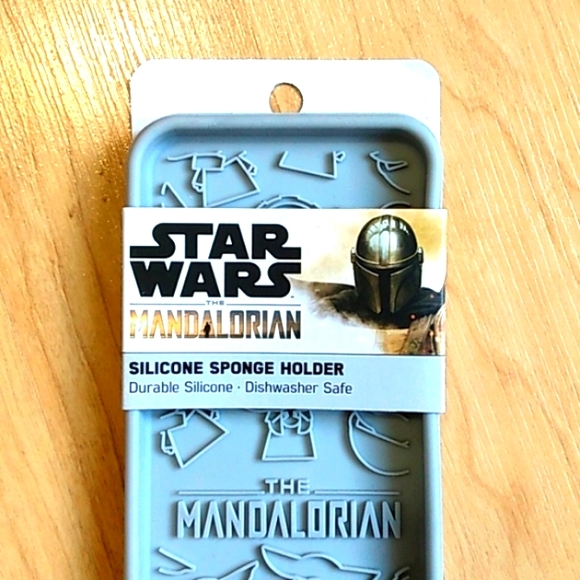 STAR
WARS
THE
MANDALORIAN
SILICONE SPONGE HOLDER
Durable Silicone · Dishwasher Safe
THE
MANDALORIAN